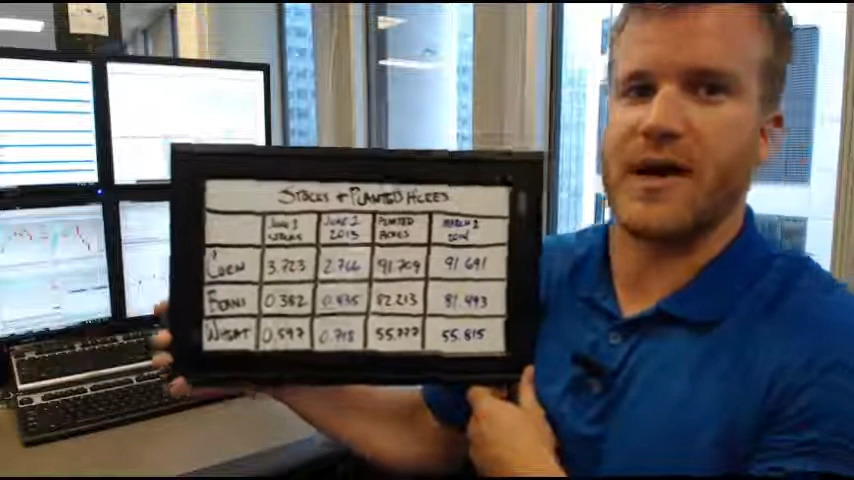 STOCKS & PLANTED ACRES
JUNE 1 STOCKS JUNE 1 2013 PLANTED ACRES MARCH 1 2014
CORN 3.723 2.766 91.709 91.691
BEANS 0.382 0.435 82.213 81.493
WHEAT 0.597 0.718 55.777 55.815